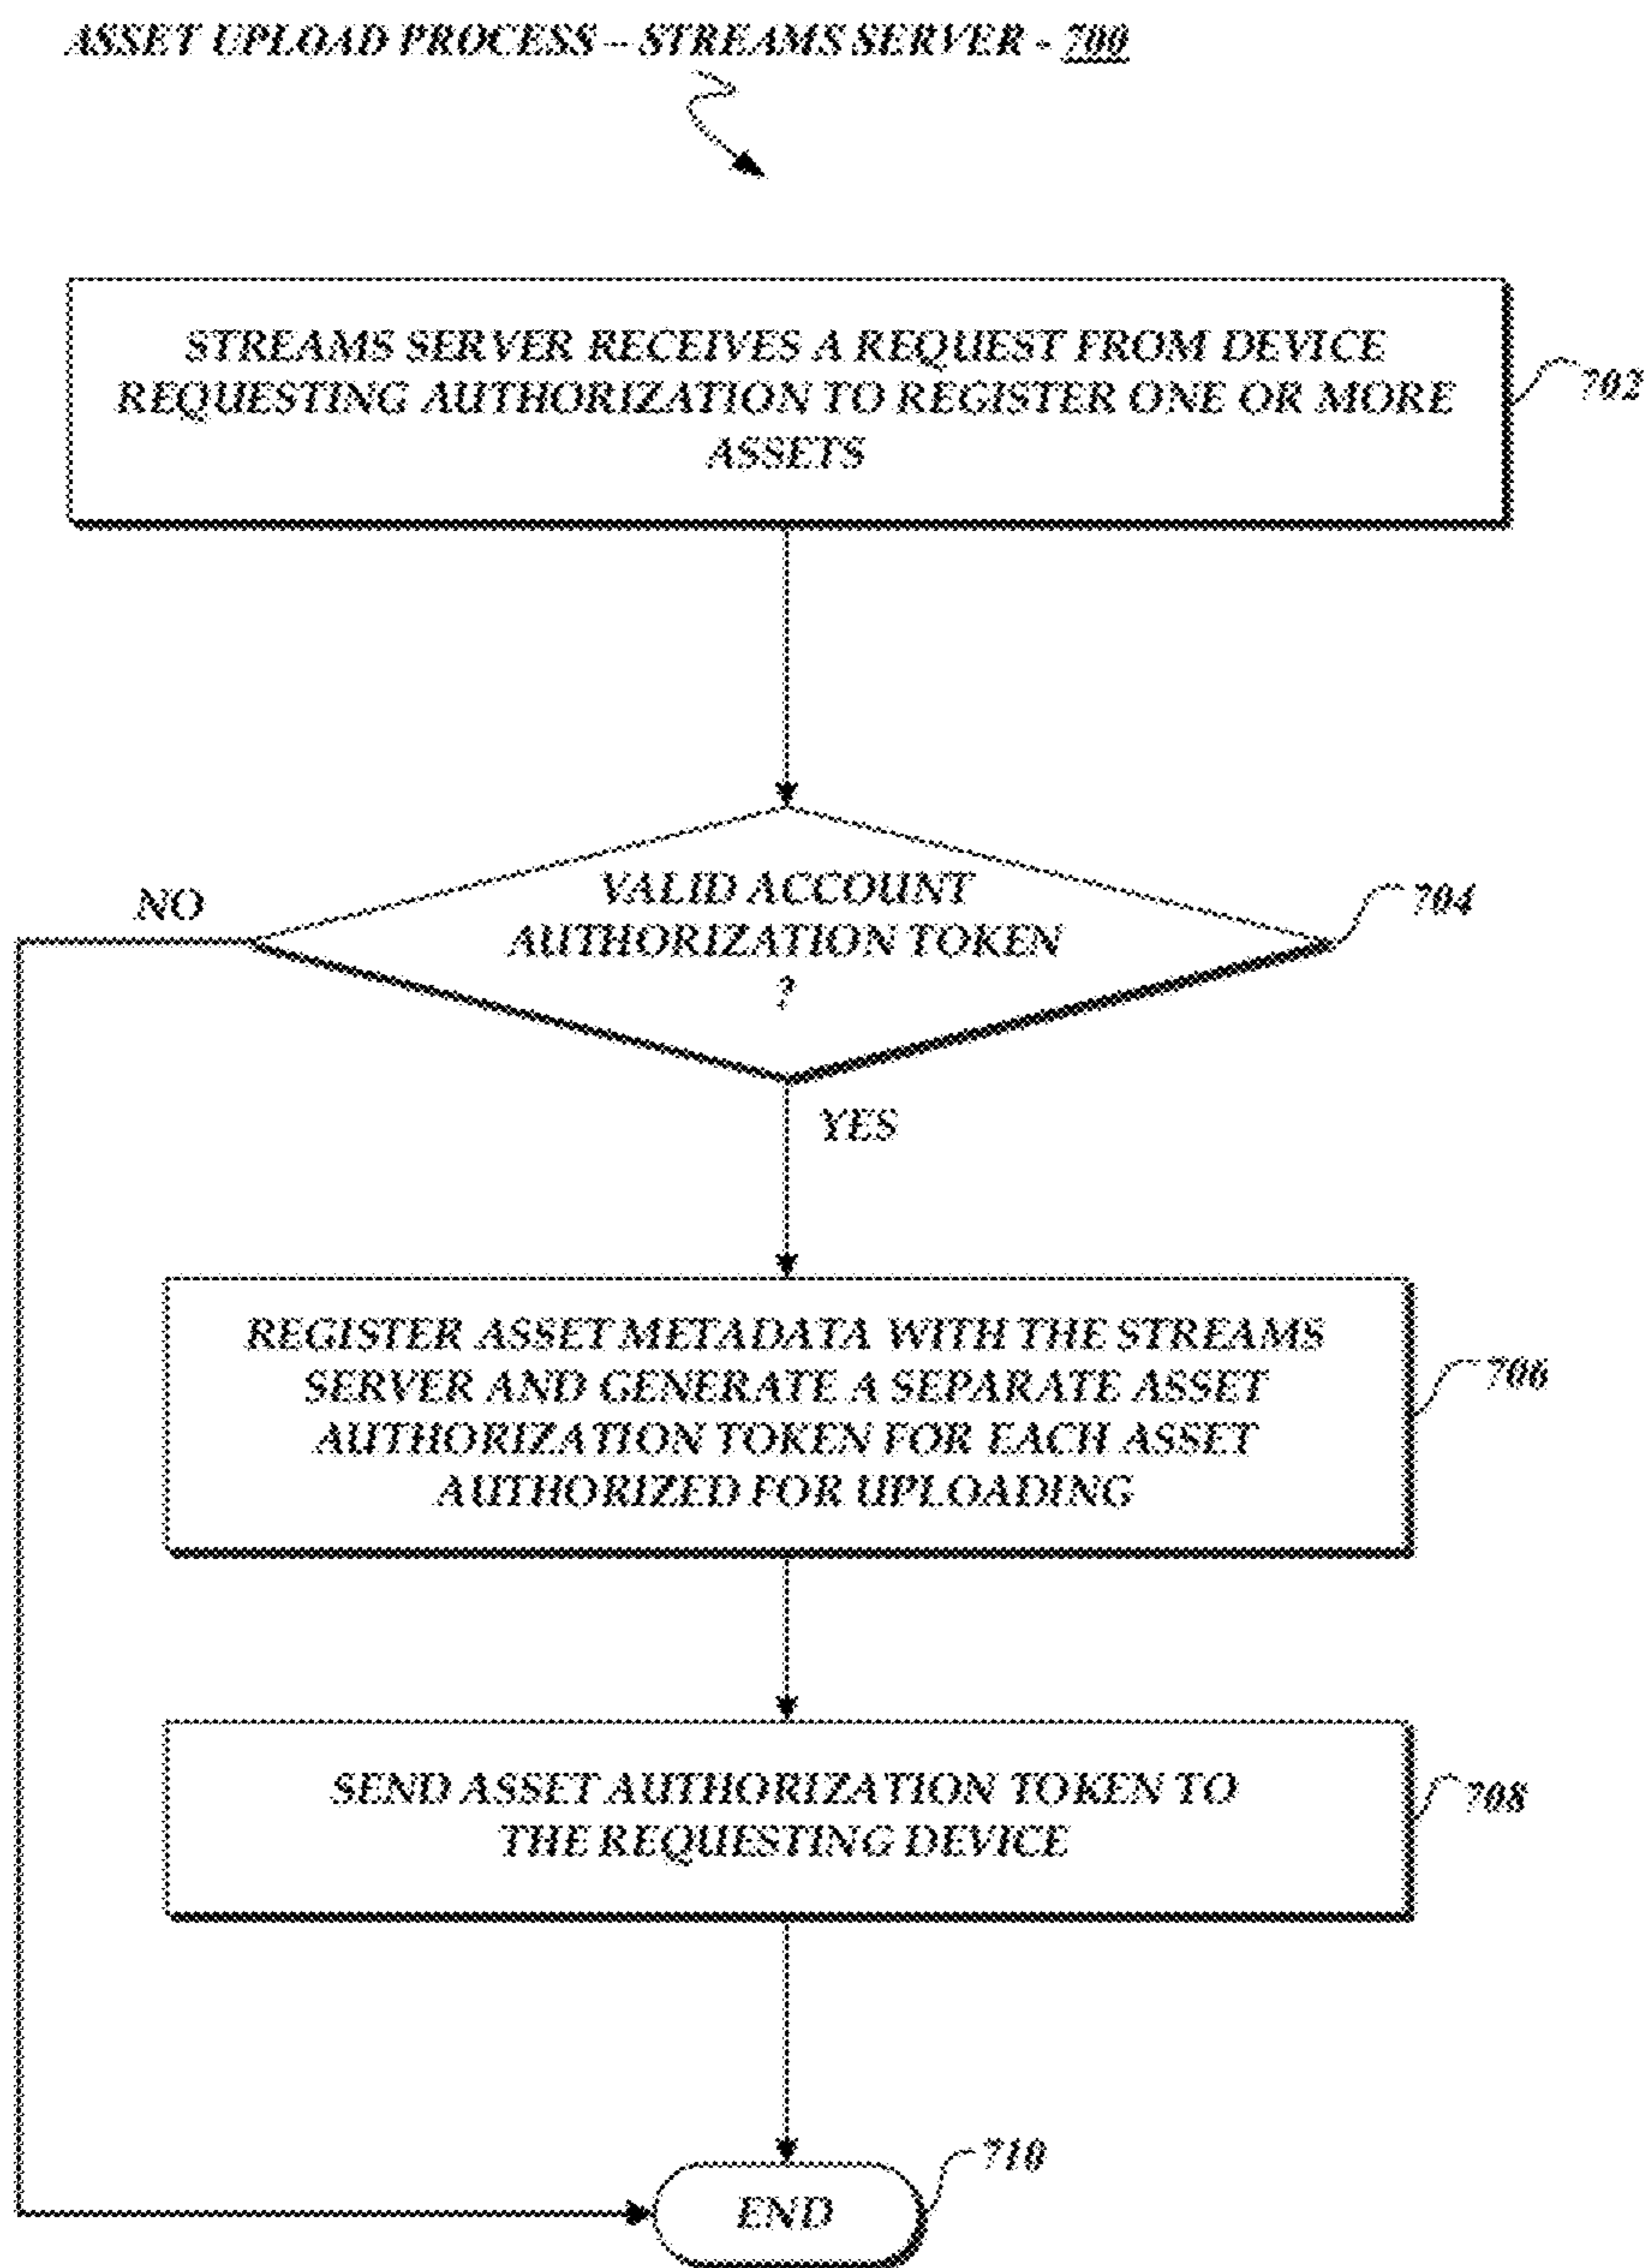 ASSET UPLOAD PROCESS -- STREAMS SERVER - 700
STREAMS SERVER RECEIVES A REQUEST FROM DEVICE
REQUESTING AUTHORIZATION TO REGISTER ONE OR MORE
ASSETS
702
VALID ACCOUNT
AUTHORIZATION TOKEN
?
704
NO
YES
REGISTER ASSET METADATA WITH THE STREAMS
SERVER AND GENERATE A SEPARATE ASSET
AUTHORIZATION TOKEN FOR EACH ASSET
AUTHORIZED FOR UPLOADING
706
SEND ASSET AUTHORIZATION TOKEN TO
THE REQUESTING DEVICE
708
710
END